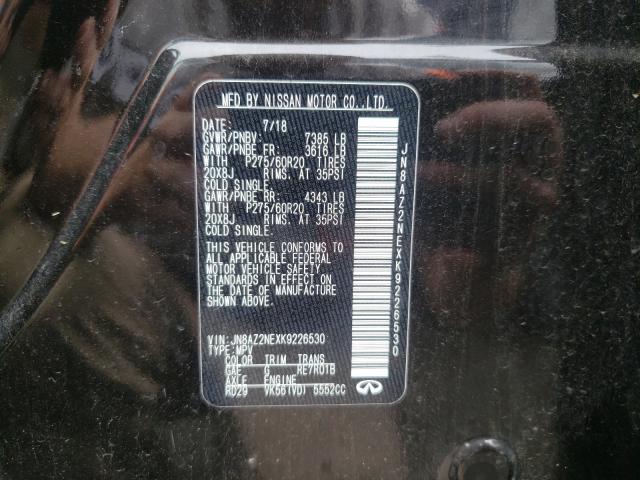 MFD BY NISSAN MOTOR CO.,LTD.
DATE: 7/18
GVWR/PNBV: 7385 LB
GAWR/PNBE FR: 3616 LB
WITH P275/60R20 TIRES
20X8J RIMS. AT 35PSI
COLD SINGLE.
GAWR/PNBE RR: 4343 LB
WITH P275/60R20 TIRES
20X8J RIMS. AT 35PSI
COLD SINGLE.
THIS VEHICLE CONFORMS TO
ALL APPLICABLE FEDERAL
MOTOR VEHICLE SAFETY
STANDARDS IN EFFECT ON
THE DATE OF MANUFACTURE
SHOWN ABOVE.
VIN: JN8AZ2NEXK9226530
TYPE: MPV
COLOR TRIM TRANS
GAE G RE7R01B
AXLE ENGINE
RD29 VK56(VD) 5552CC
JN8AZ2NEXK9226530